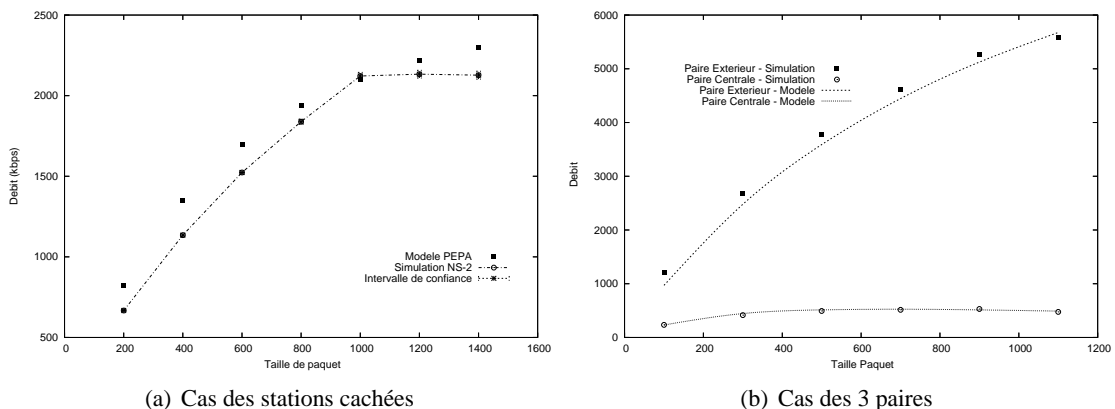 2500
2000
1500
1000
500
0 200 400 600 800 1000 1200 1400 1600
Debit (kbps)
Taille de paquet
Modele PEPA
Simulation NS-2
Intervalle de confiance
(a) Cas des stations cachées
6000
5000
4000
3000
2000
1000
0
0 200 400 600 800 1000 1200
Debit
Taille Paquet
Paire Exterieur - Simulation
Paire Centrale - Simulation
Paire Exterieur - Modele
Paire Centrale - Modele
(b) Cas des 3 paires